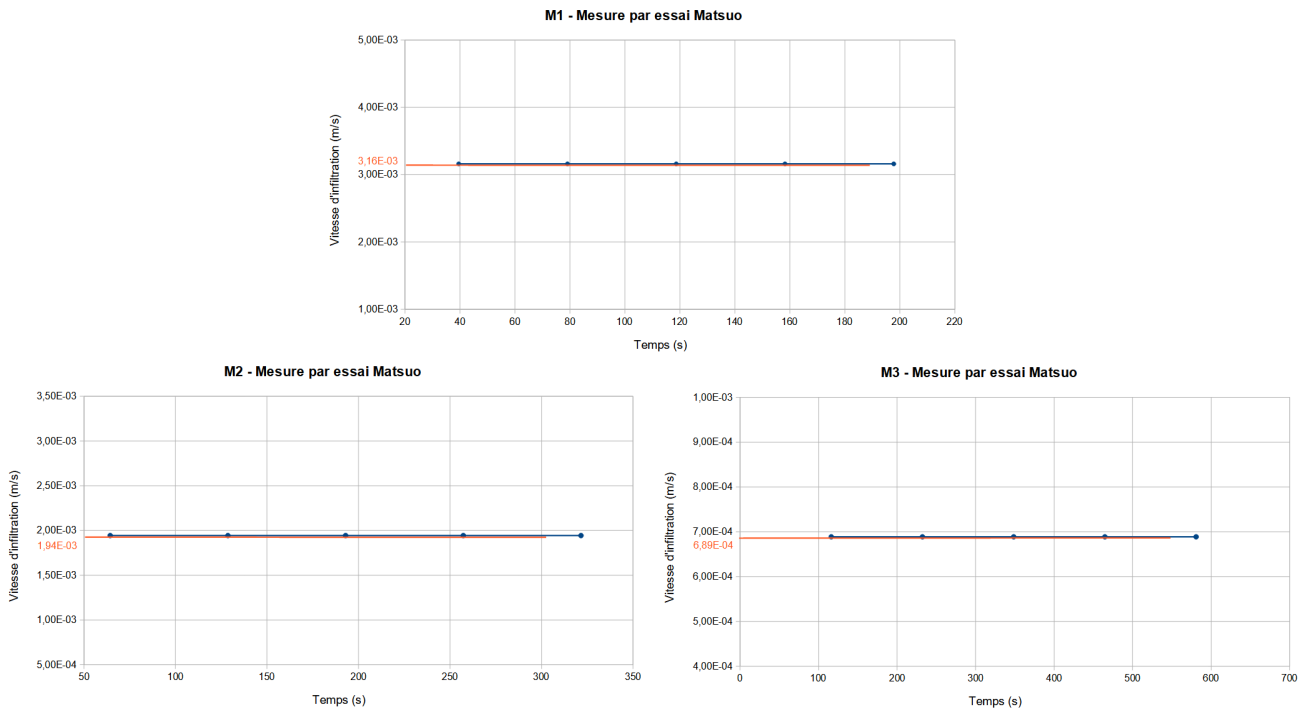 M1 - Mesure par essai Matsuo
5,00E-03
4,00E-03
3,16E-03
3,00E-03
2,00E-03
1,00E-03
Vitesse d'infiltration (m/s)
20 40 60 80 100 120 140 160 180 200 220
Temps (s)
M2 - Mesure par essai Matsuo
3,50E-03
3,00E-03
2,50E-03
2,00E-03
1,94E-03
1,50E-03
1,00E-03
5,00E-04
Vitesse d'infiltration (m/s)
50 100 150 200 250 300 350
Temps (s)
M3 - Mesure par essai Matsuo
1,00E-03
9,00E-04
8,00E-04
7,00E-04
6,89E-04
6,00E-04
5,00E-04
4,00E-04
Vitesse d'infiltration (m/s)
0 100 200 300 400 500 600 700
Temps (s)